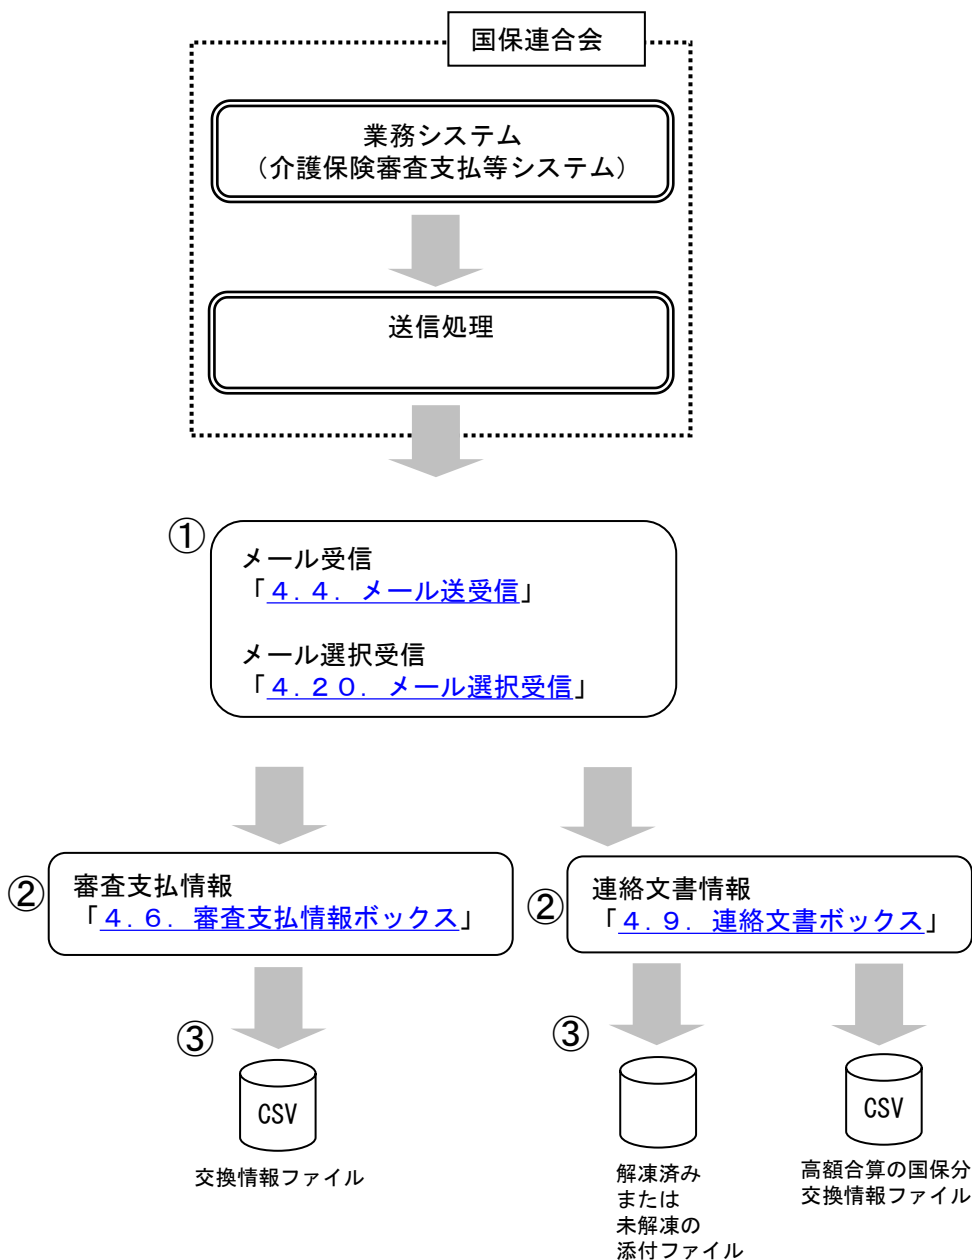 国保連合会
業務システム
（介護保険審査支払等システム）
送信処理
①
メール受信
「４.４. メール送受信」
メール選択受信
「４.２０. メール選択受信」
②
審査支払情報
「４.６. 審査支払情報ボックス」
②
連絡文書情報
「４.９. 連絡文書ボックス」
③
CSV
交換情報ファイル
③
解凍済み
または
未解凍の
添付ファイル
CSV
高額合算の国保分
交換情報ファイル